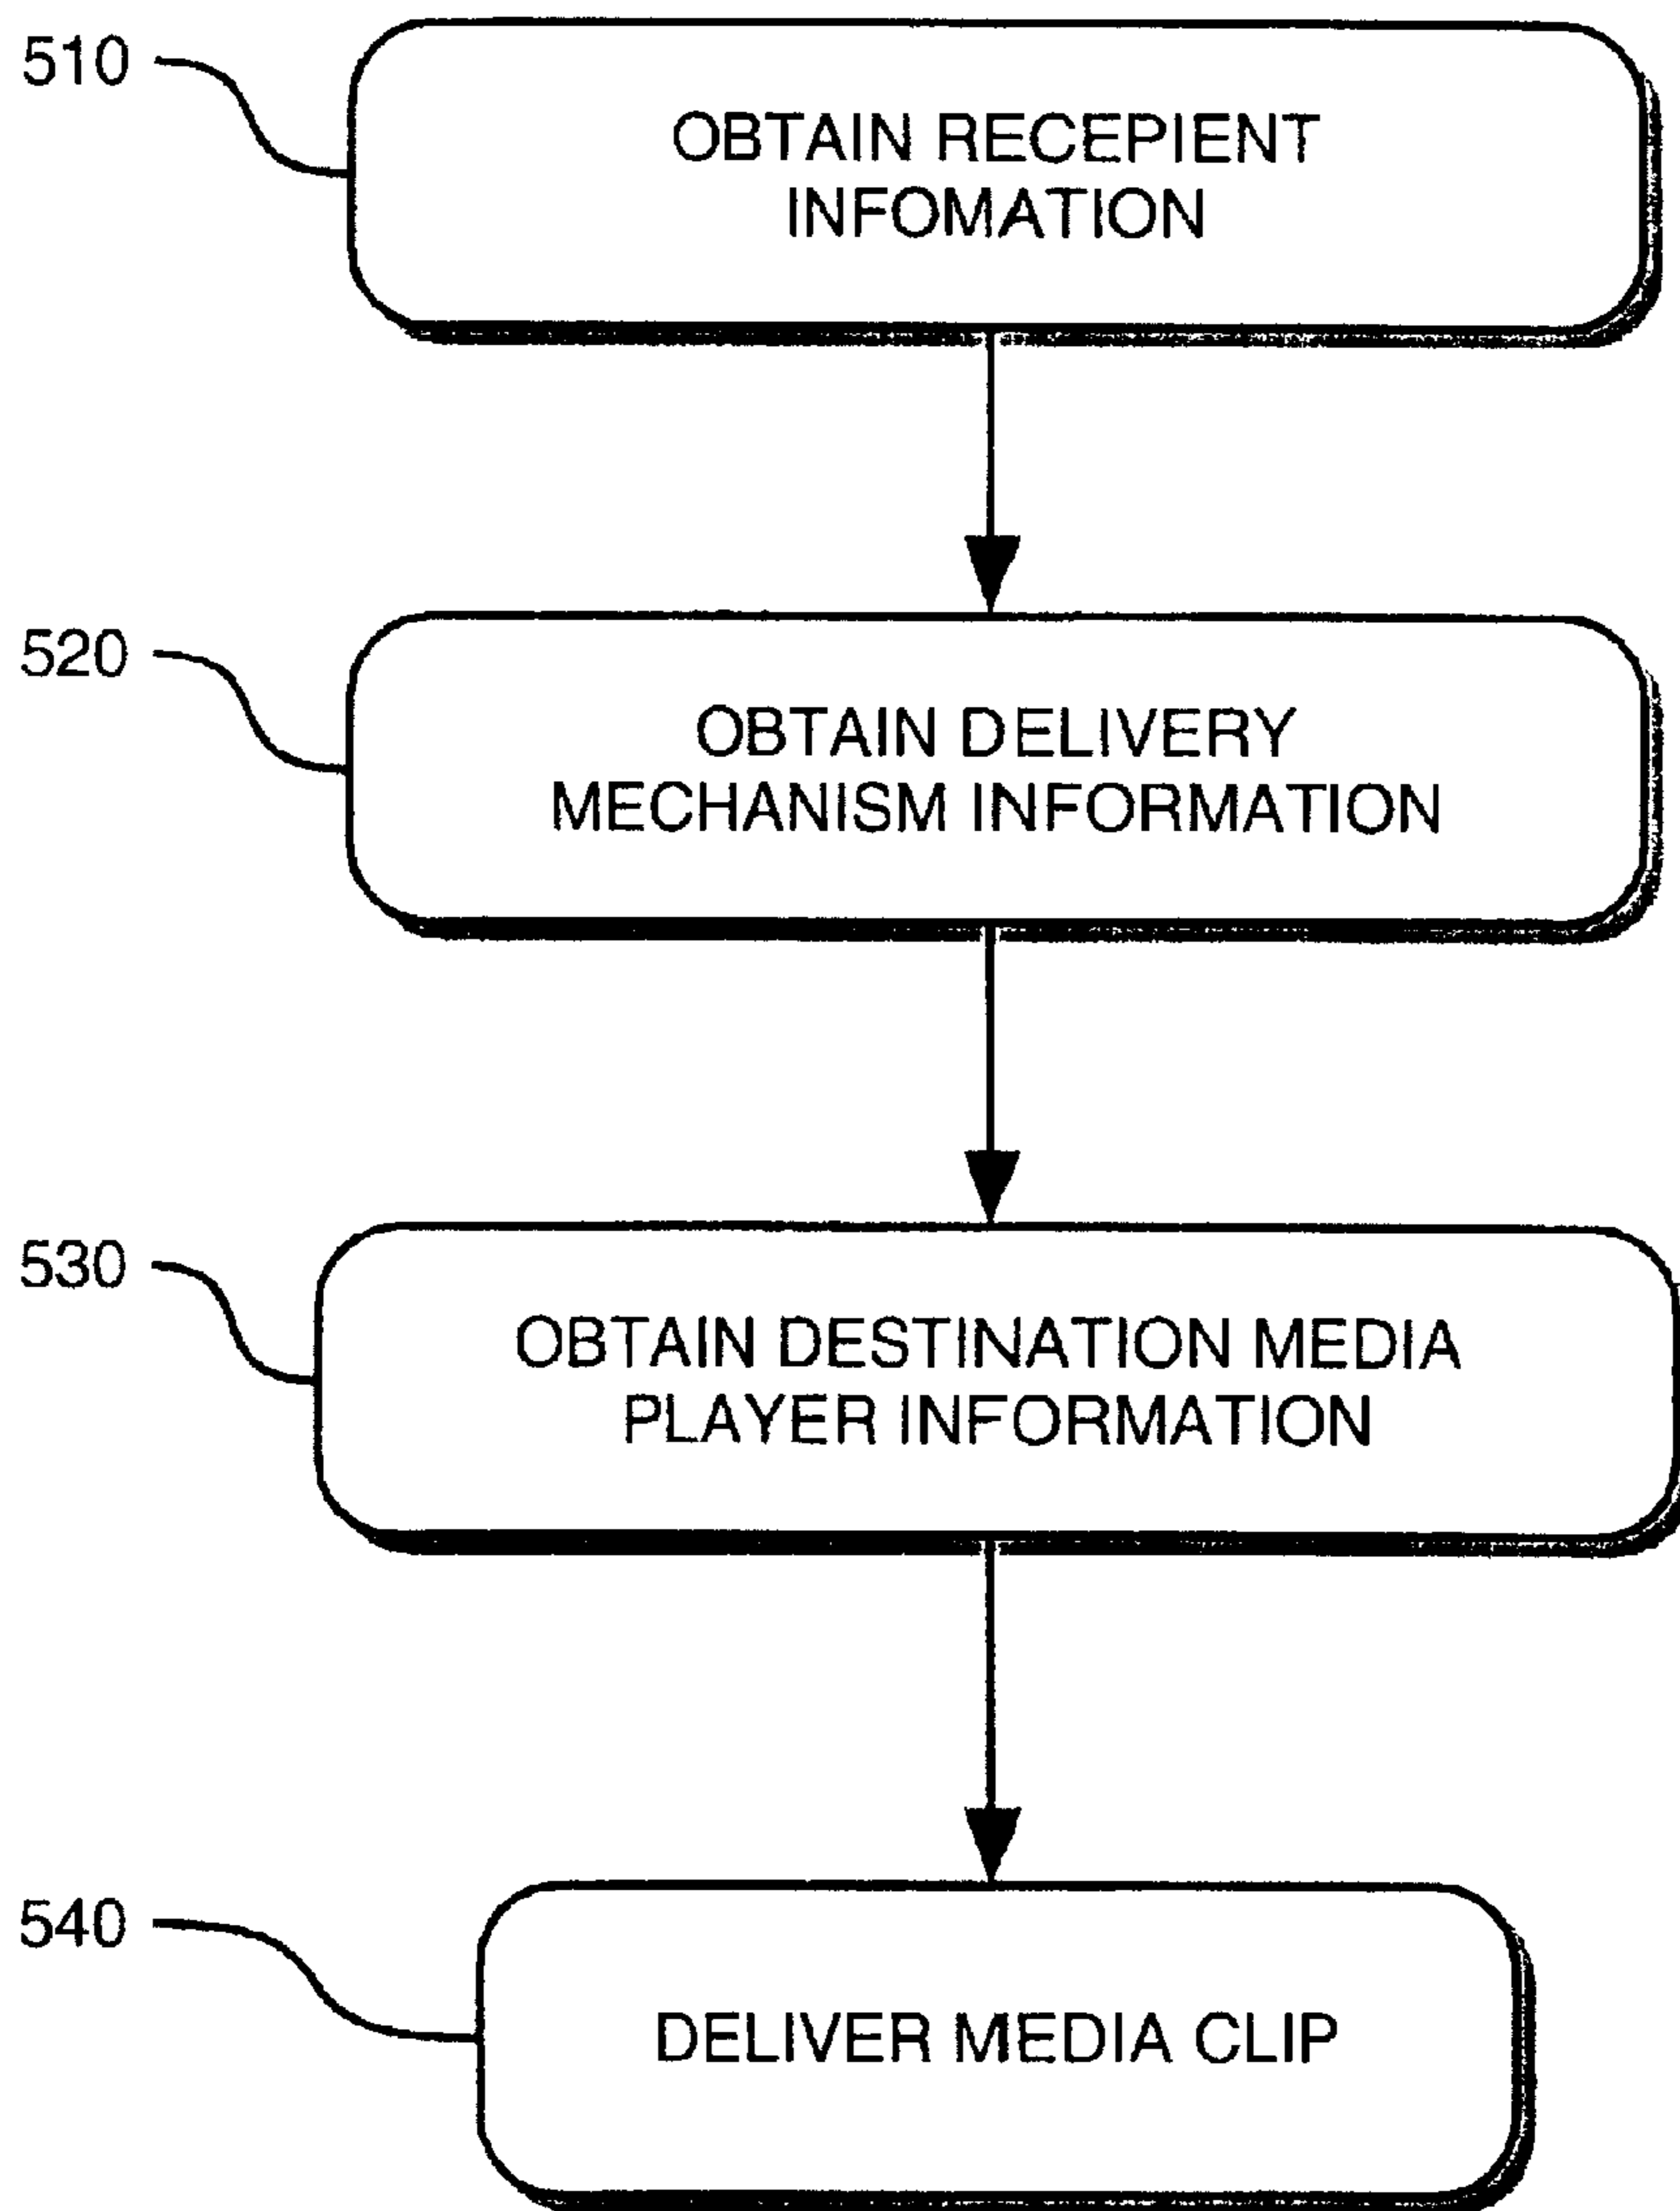 510
OBTAIN RECEPIENT
INFOMATION
520
OBTAIN DELIVERY
MECHANISM INFORMATION
530
OBTAIN DESTINATION MEDIA
PLAYER INFORMATION
540
DELIVER MEDIA CLIP